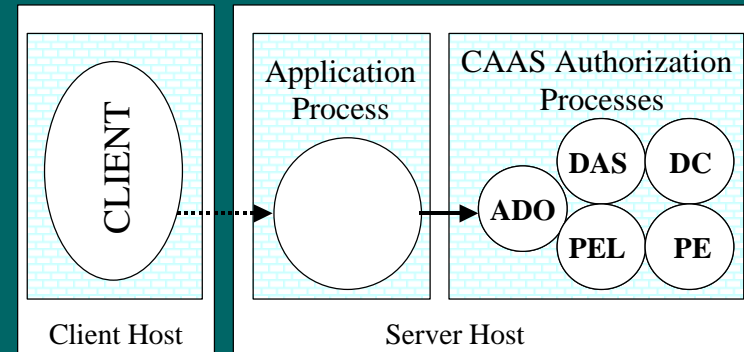 CLIENT
Client Host
Application
Process
CAAS Authorization
Processes
ADO
DAS
DC
PEL
PE
Server Host